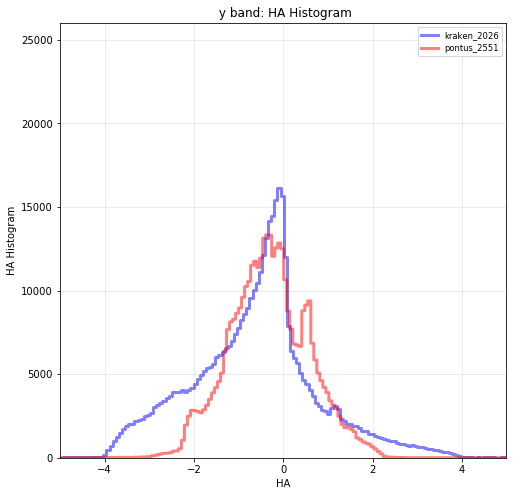 y band: HA Histogram
kraken_2026
pontus_2551
25000
20000
15000
10000
5000
0
HA Histogram
−4
−2
0
2
4
HA